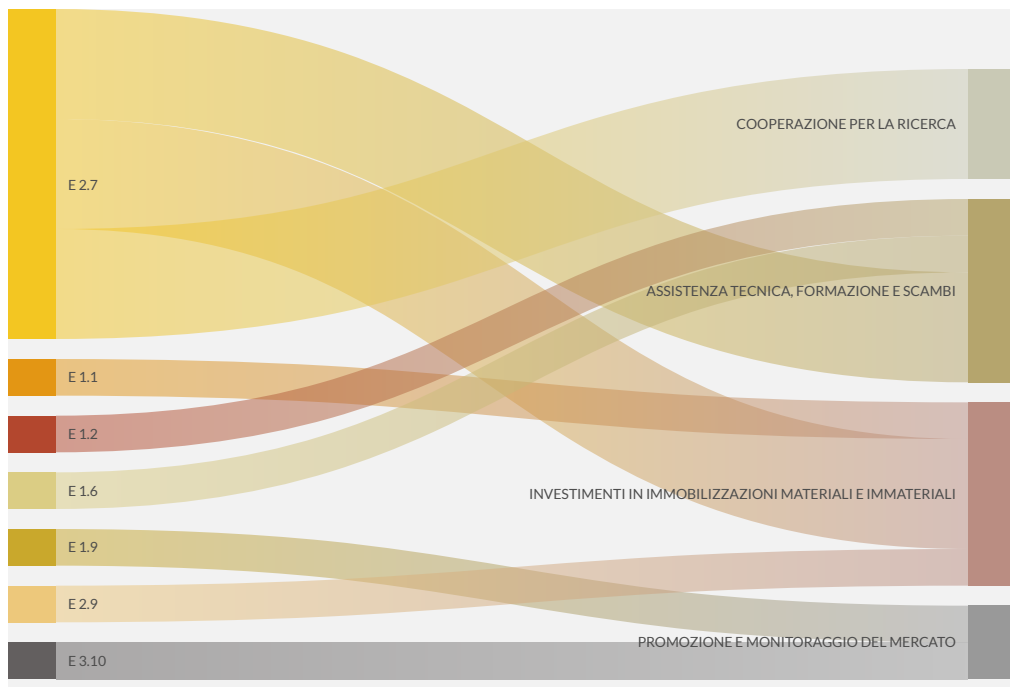 E 2.7
E 1.1
E 1.2
E 1.6
E 1.9
E 2.9
E 3.10
COOPERAZIONE PER LA RICERCA
ASSISTENZA TECNICA, FORMAZIONE E SCAMBI
INVESTIMENTI IN IMMOBILIZZAZIONI MATERIALI E IMMATERIALI
PROMOZIONE E MONITORAGGIO DEL MERCATO